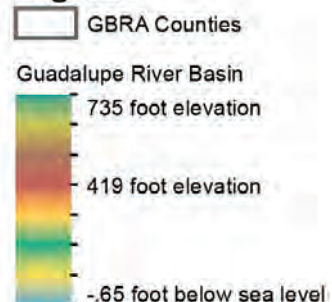 GBRA Counties
Guadalupe River Basin
735 foot elevation
419 foot elevation
-.65 foot below sea level